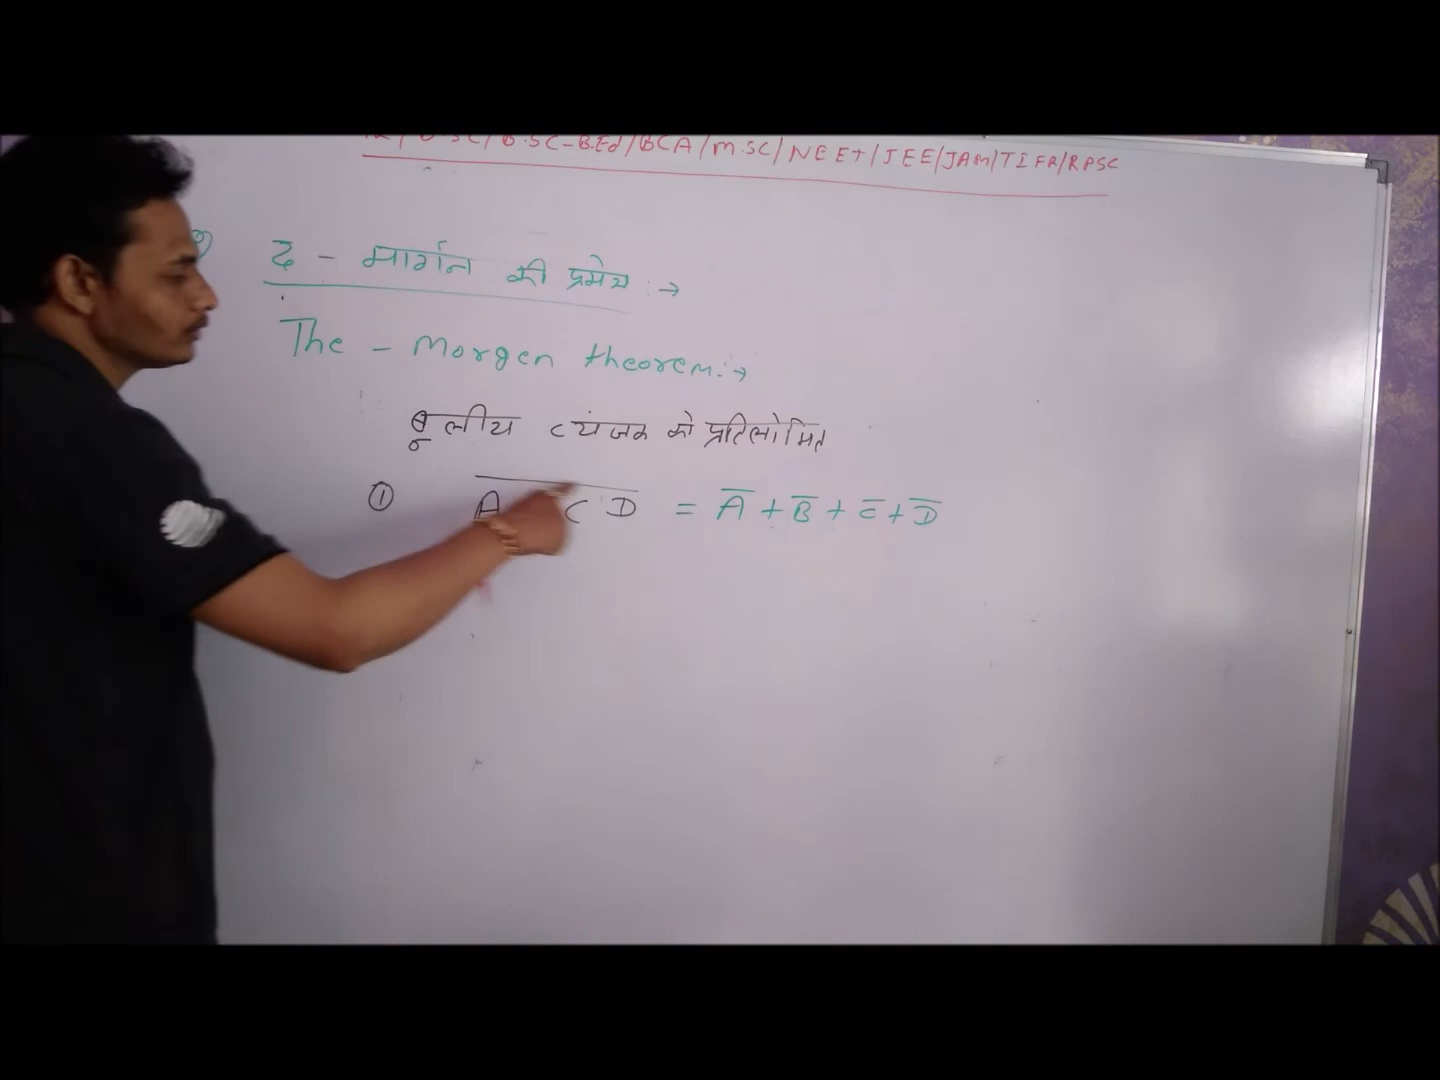 B.SC-B.Ed/BCA/M.SC/NEET/JEE/JAM/TIFR/RPSC
द - मार्गन की प्रमेय :→
The - Morgen theorem :→
बूलीय व्यंजक को प्रतिलोमित
① A C D = A̅ + B̅ + C̅ + D̅